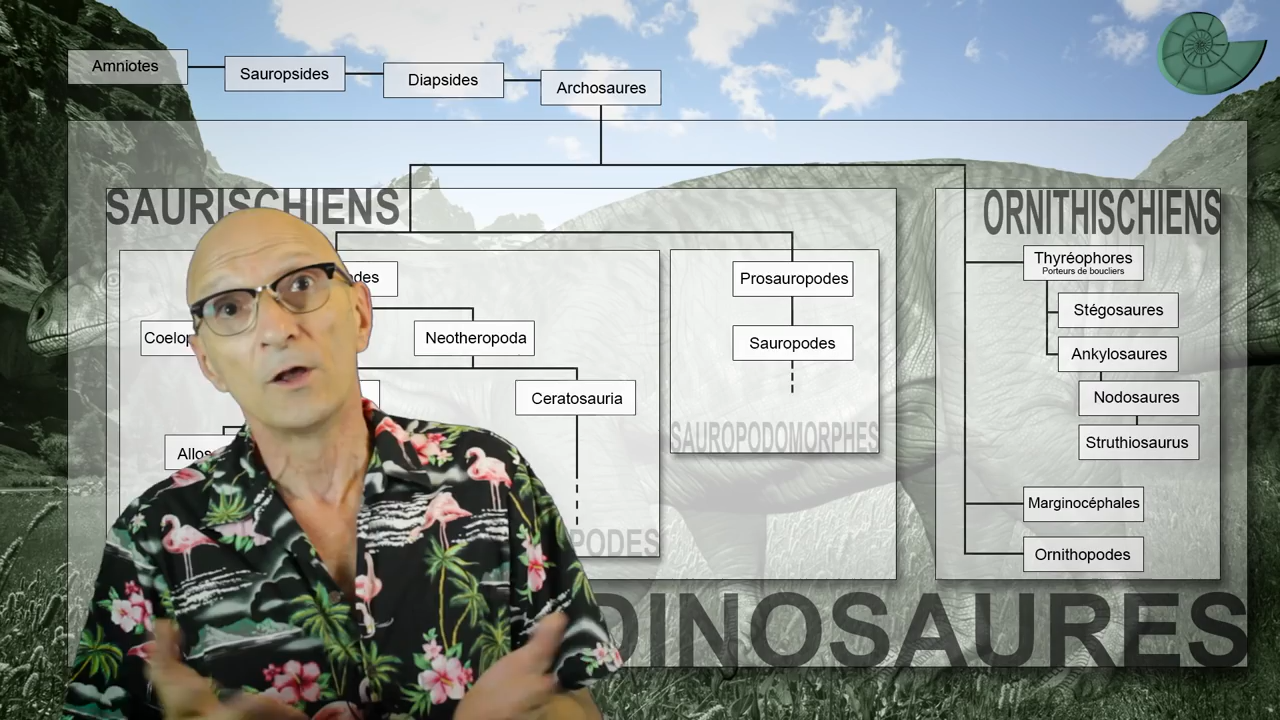 Amniotes
Sauropsides
Diapsides
Archosaures
SAURISCHIENS
ORNITHISCHIENS
Neotheropoda
Ceratosauria
Prosauropodes
Sauropodes
SAUROPODOMORPHES
Thyréophores
Porteurs de boucliers
Stégosaures
Ankylosaures
Nodosaures
Struthiosaurus
Marginocéphales
Ornithopodes
DINOSAURES